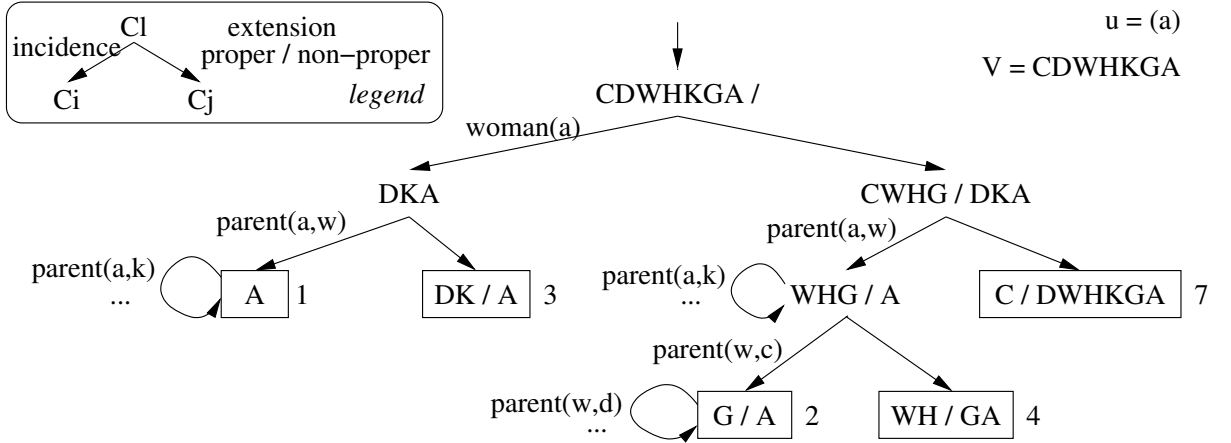 Cl
incidence
extension
proper / non−proper
Ci
Cj
legend
u = (a)
V = CDWHKGA
CDWHKGA /
woman(a)
DKA
CWHG / DKA
parent(a,w)
parent(a,w)
parent(a,k)
...
A
1
DK / A
3
parent(a,k)
...
WHG / A
C / DWHKGA
7
parent(w,c)
parent(w,d)
...
G / A
2
WH / GA
4